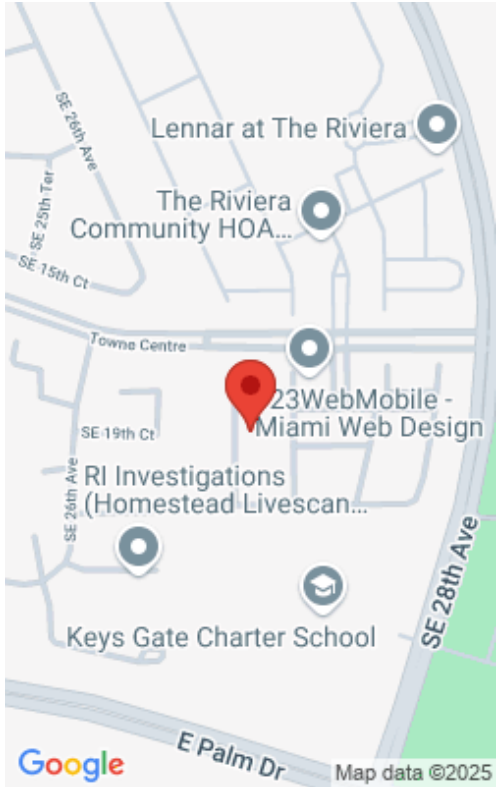 SE 26th Ave
Lennar at The Riviera
SE 25th Ter
The Riviera
Community HOA...
SE 15th Ct
Towne Centre
23WebMobile -
Miami Web Design
SE 19th Ct
RI Investigations
(Homestead Livescan...
SE 26th Ave
SE 28th Ave
Keys Gate Charter School
E Palm Dr
Google
Map data ©2025